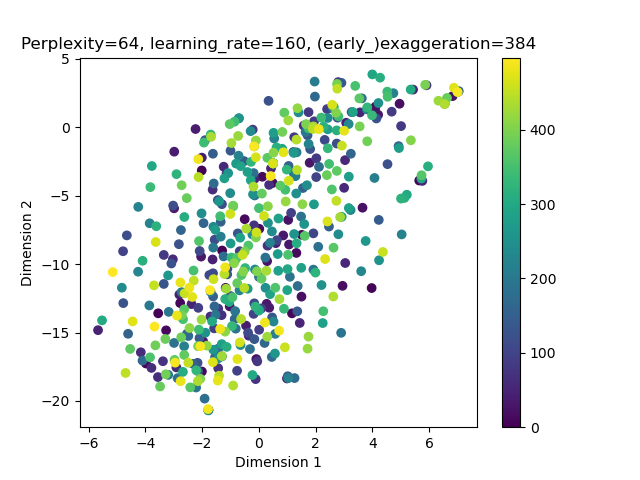 Perplexity=64, learning_rate=160, (early_)exaggeration=384
5
0
−5
−10
−15
−20
Dimension 2
−6 −4 −2 0 2 4 6
Dimension 1
400
300
200
100
0